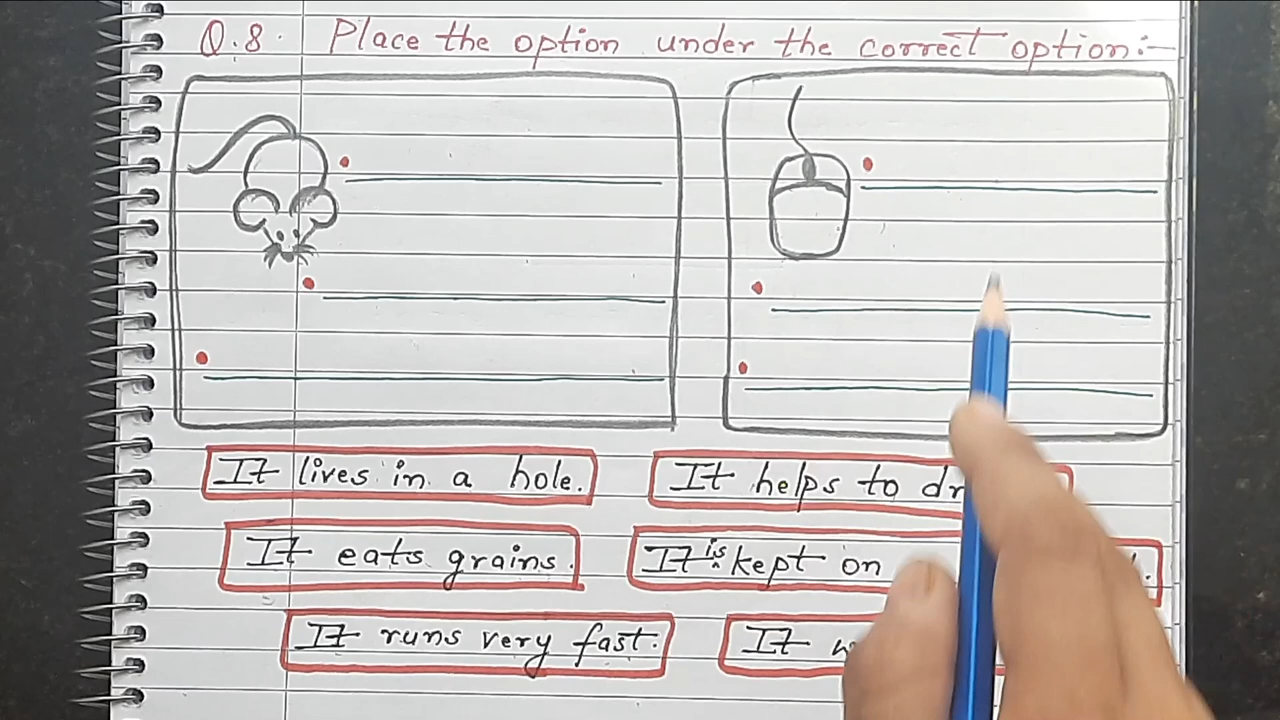 Q.8. Place the option under the correct option:-
It lives in a hole. It helps to
It eats grains. It is kept on
It runs very fast. It